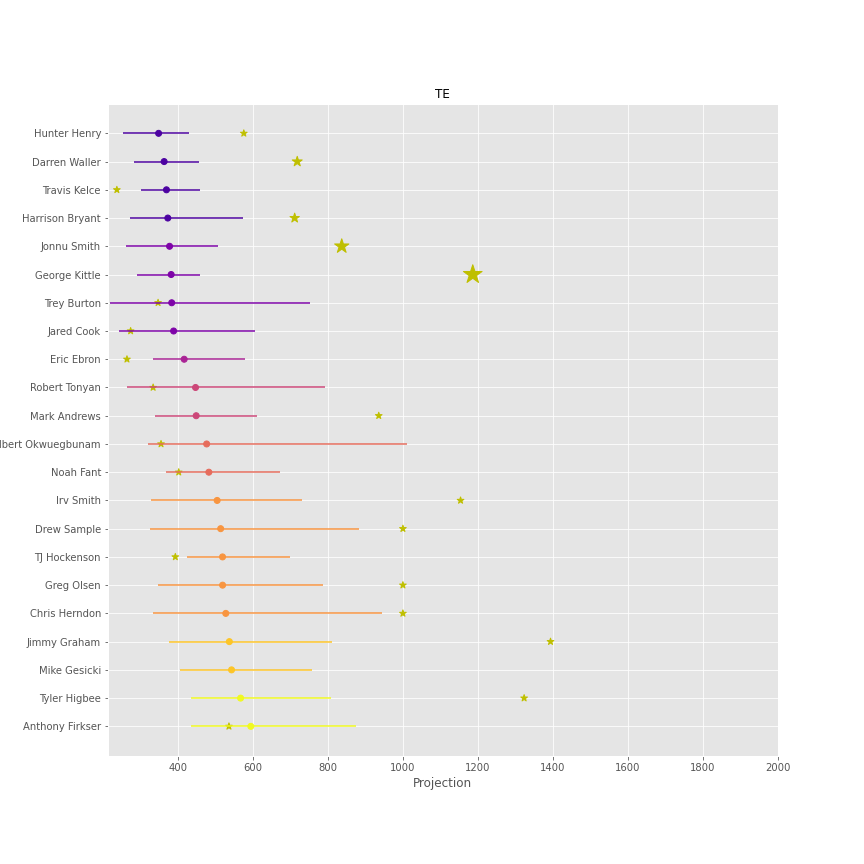 TE
Hunter Henry
Darren Waller
Travis Kelce
Harrison Bryant
Jonnu Smith
George Kittle
Trey Burton
Jared Cook
Eric Ebron
Robert Tonyan
Mark Andrews
lbert Okwuegbunam
Noah Fant
Irv Smith
Drew Sample
TJ Hockenson
Greg Olsen
Chris Herndon
Jimmy Graham
Mike Gesicki
Tyler Higbee
Anthony Firkser
400 600 800 1000 1200 1400 1600 1800 2000
Projection